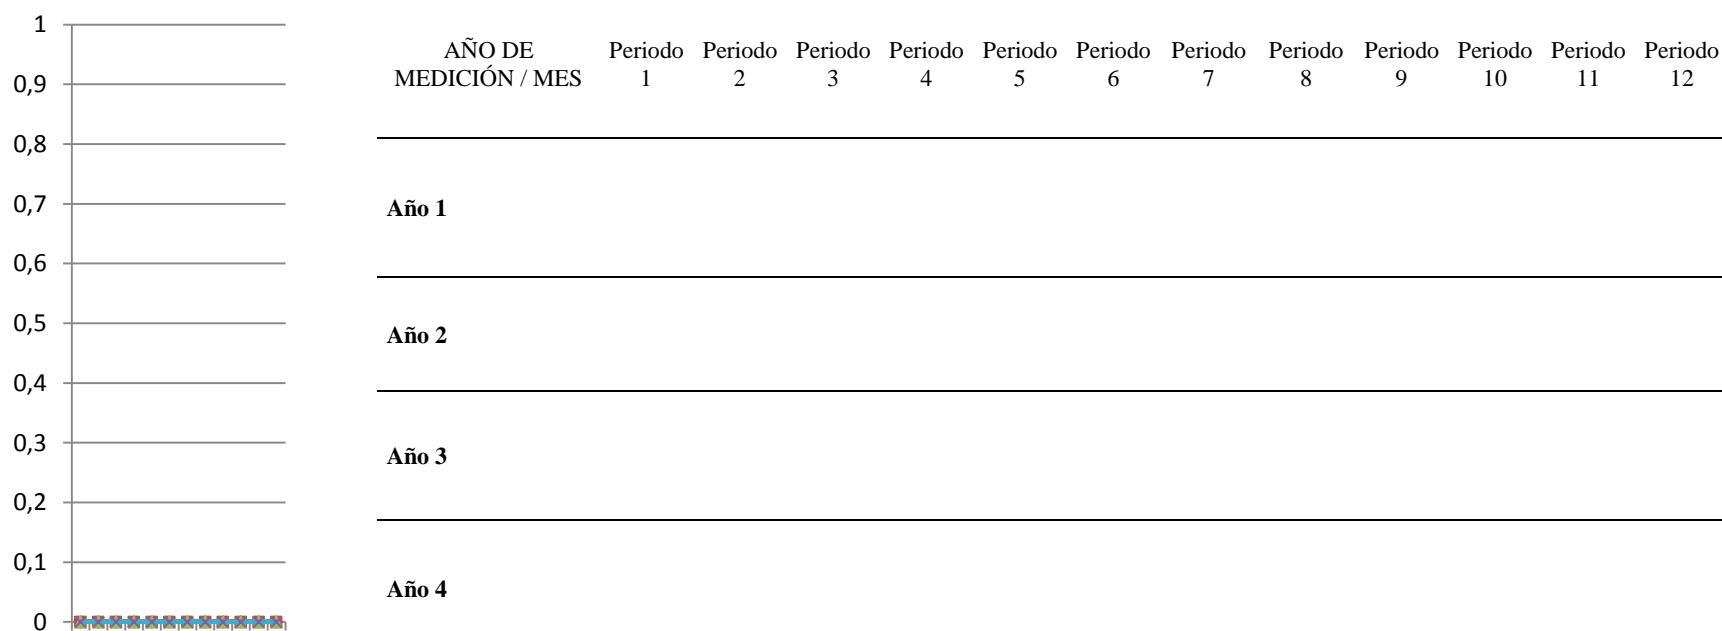 1
0,9
0,8
0,7
0,6
0,5
0,4
0,3
0,2
0,1
0
AÑO DE MEDICIÓN / MES
Periodo 1
Periodo 2
Periodo 3
Periodo 4
Periodo 5
Periodo 6
Periodo 7
Periodo 8
Periodo 9
Periodo 10
Periodo 11
Periodo 12
Año 1
Año 2
Año 3
Año 4